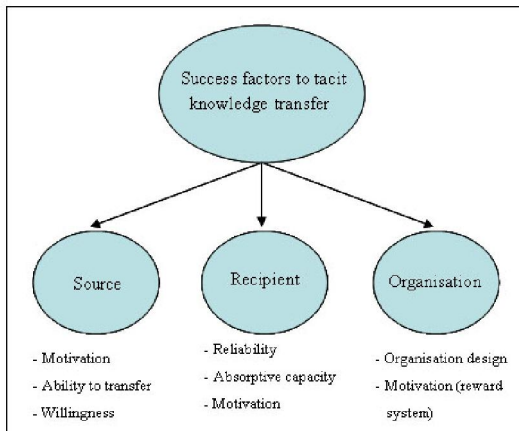 Success factors to tacit
knowledge transfer
Source
Recipient
Organisation
- Motivation
- Ability to transfer
- Willingness
- Reliability
- Absorptive capacity
- Motivation
- Organisation design
- Motivation (reward
system)